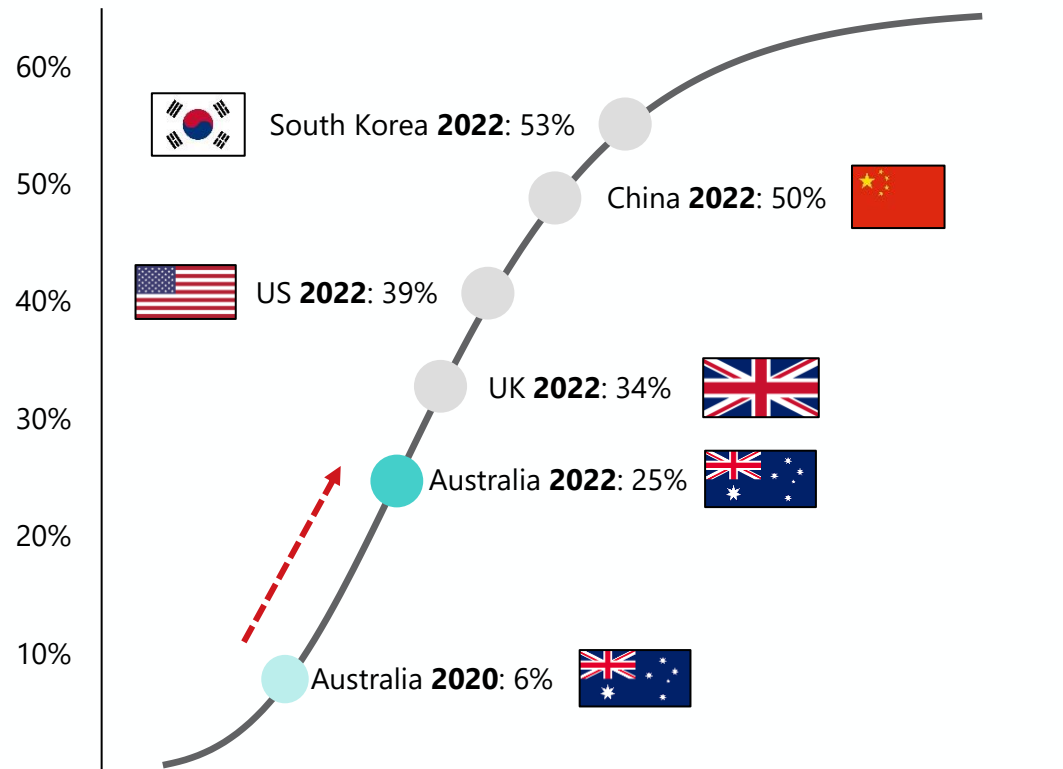 60%
South Korea 2022: 53%
50%
China 2022: 50%
US 2022: 39%
40%
UK 2022: 34%
30%
Australia 2022: 25%
20%
10%
Australia 2020: 6%